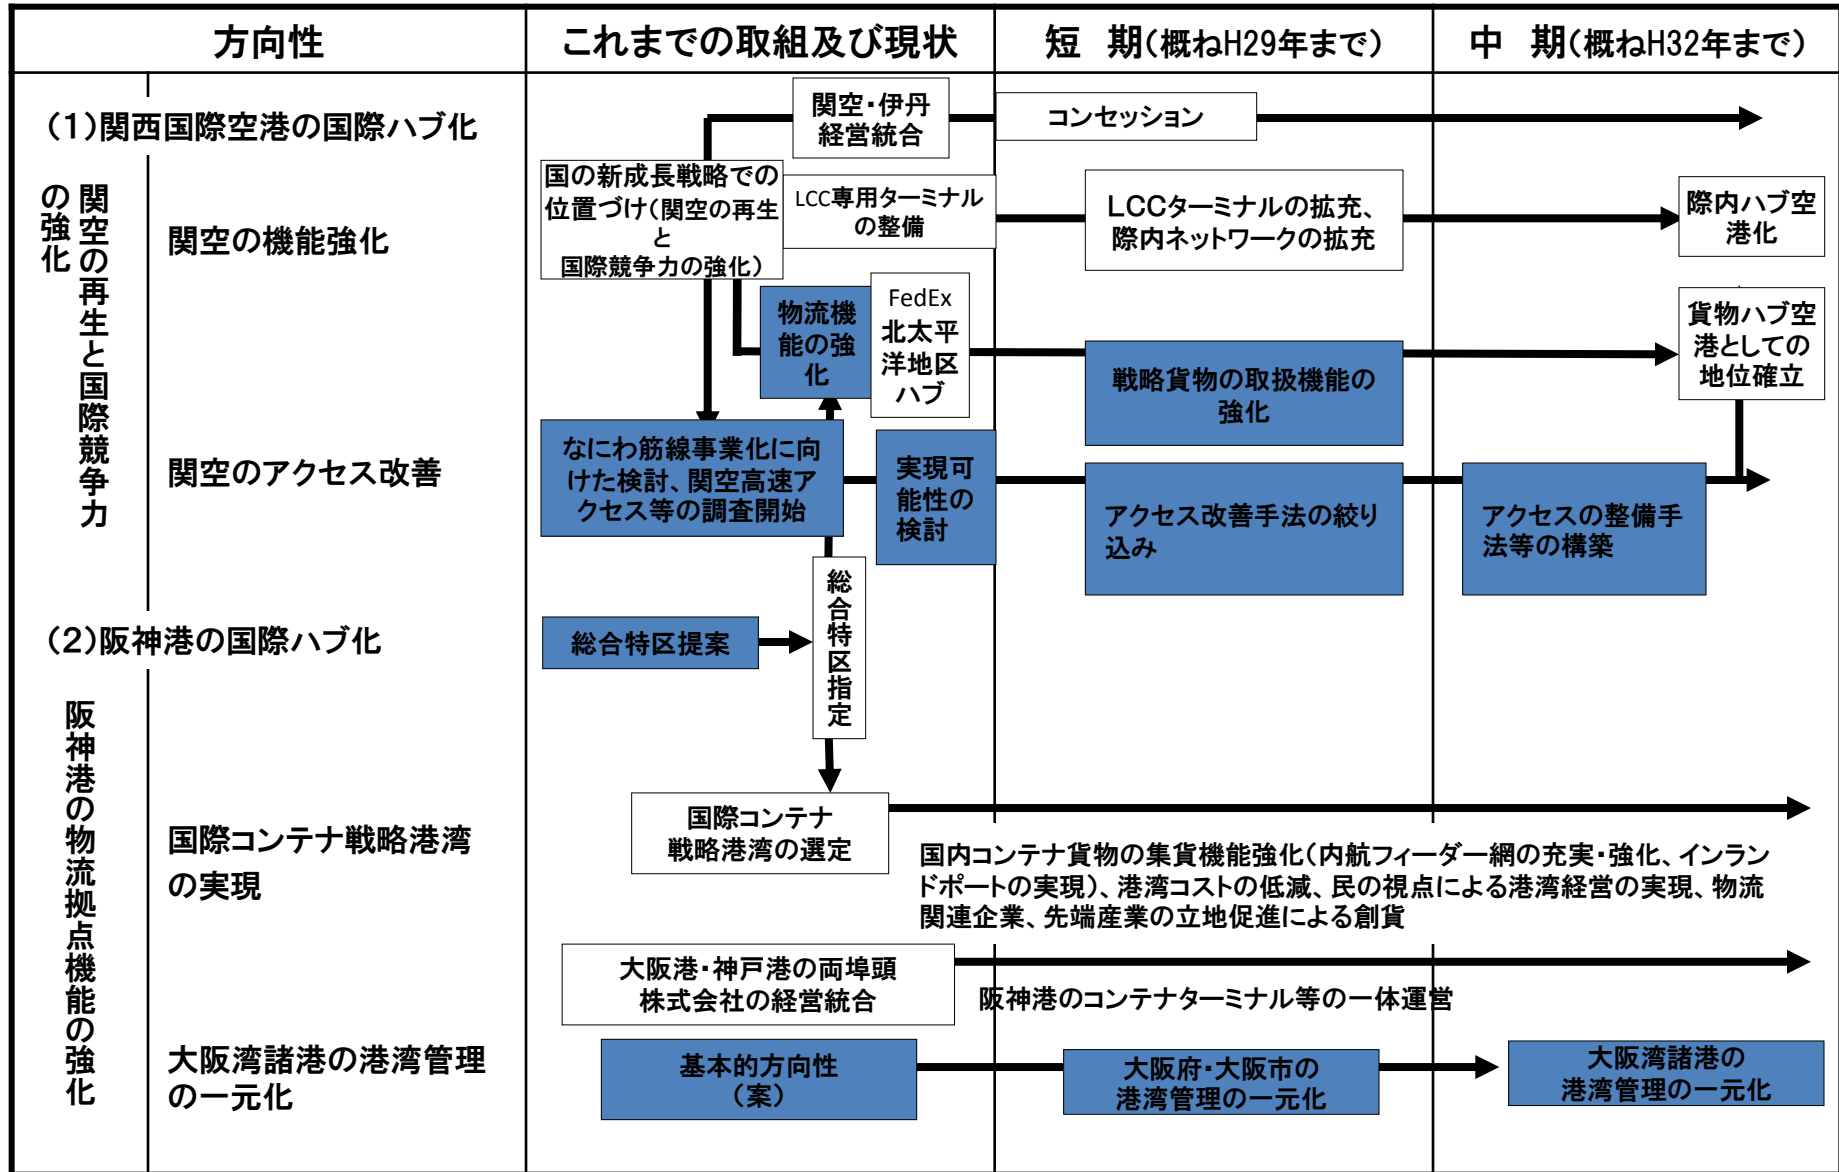 方向性
これまでの取組及び現状
短　期(概ねH29年まで)
中　期(概ねH32年まで)
(1)関西国際空港の国際ハブ化
関空・伊丹
経営統合
コンセッション
関空の再生と国際競争力
の強化
関空の機能強化
国の新成長戦略での
位置づけ(関空の再生
と
国際競争力の強化)
LCC専用ターミナル
の整備
LCCターミナルの拡充、
際内ネットワークの拡充
際内ハブ空
港化
物流機
能の強
化
FedEx
北太平
洋地区
ハブ
戦略貨物の取扱機能の
強化
貨物ハブ空
港としての
地位確立
関空のアクセス改善
なにわ筋線事業化に向
けた検討、関空高速ア
クセス等の調査開始
実現可
能性の
検討
アクセス改善手法の絞り
込み
アクセスの整備手
法等の構築
(2)阪神港の国際ハブ化
総合特区提案
総合特区指定
阪神港の物流拠点機能の強化
国際コンテナ戦略港湾
の実現
国際コンテナ
戦略港湾の選定
国内コンテナ貨物の集貨機能強化(内航フィーダー網の充実・強化、インラン
ドポートの実現)、港湾コストの低減、民の視点による港湾経営の実現、物流
関連企業、先端産業の立地促進による創貨
大阪港・神戸港の両埠頭
株式会社の経営統合
阪神港のコンテナターミナル等の一体運営
大阪湾諸港の港湾管理
の一元化
基本的方向性
(案)
大阪府・大阪市の
港湾管理の一元化
大阪湾諸港の
港湾管理の一元化